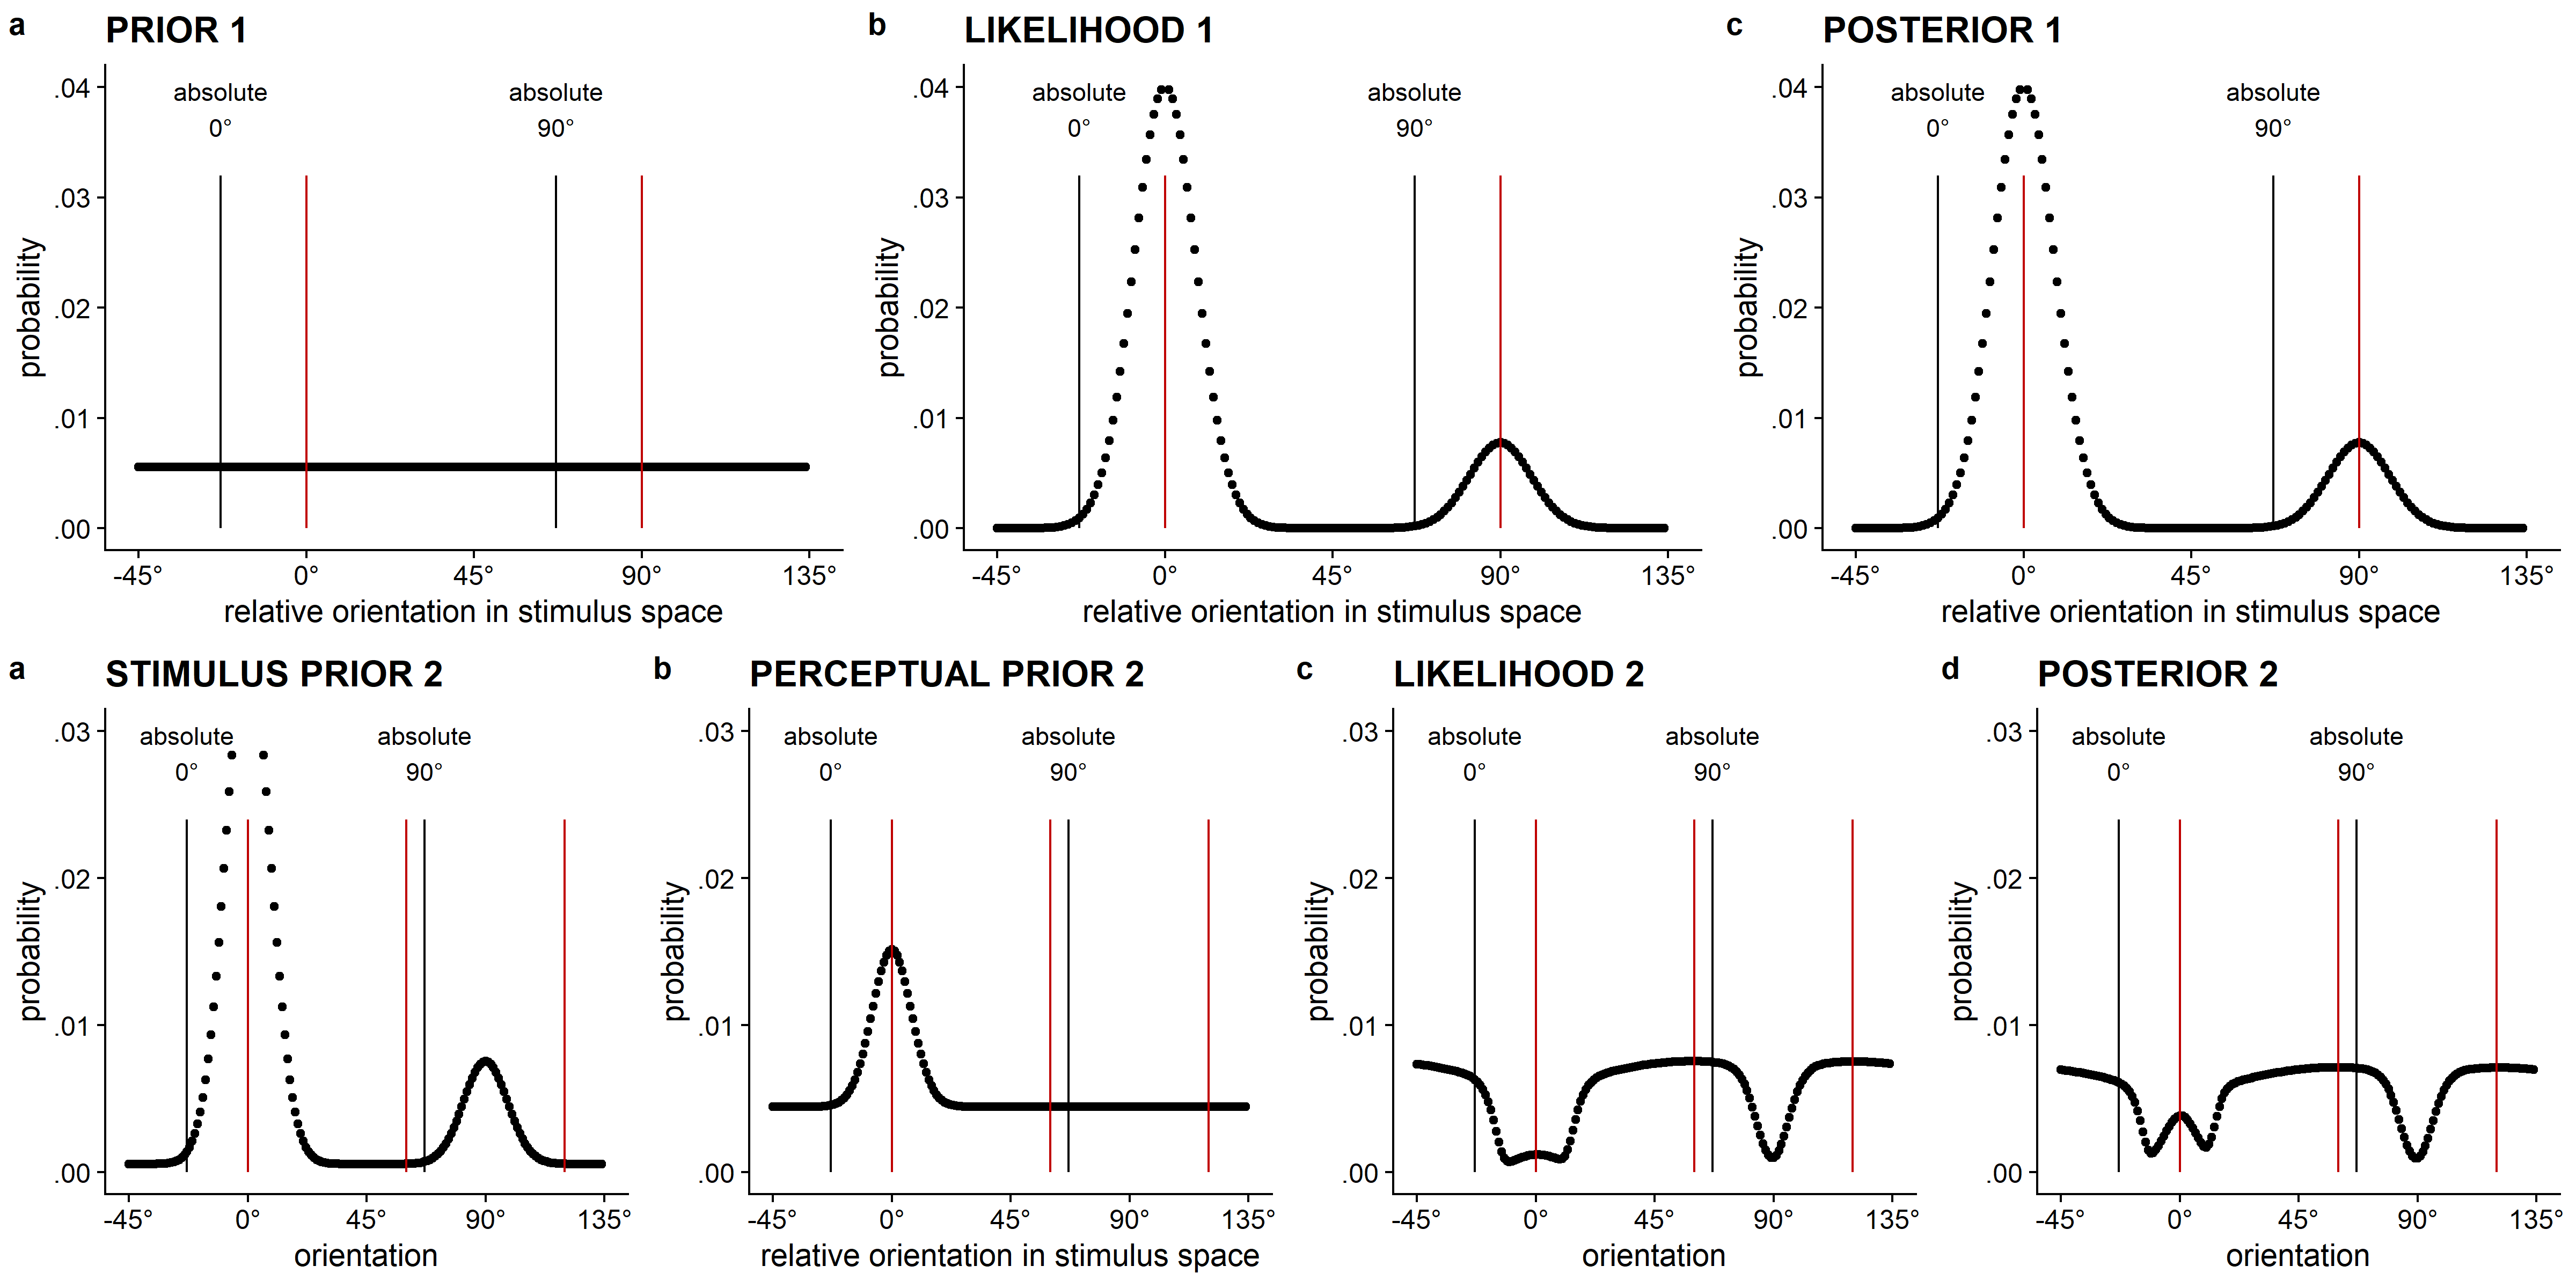 a PRIOR 1
.04
.03
.02
.01
.00
absolute absolute
0° 90°
probability
-45° 0° 45° 90° 135°
relative orientation in stimulus space
b LIKELIHOOD 1
.04
.03
.02
.01
.00
absolute absolute
0° 90°
probability
-45° 0° 45° 90° 135°
relative orientation in stimulus space
c POSTERIOR 1
.04
.03
.02
.01
.00
absolute absolute
0° 90°
probability
-45° 0° 45° 90° 135°
relative orientation in stimulus space
a STIMULUS PRIOR 2
.03
.02
.01
.00
absolute absolute
0° 90°
probability
-45° 0° 45° 90° 135°
orientation
b PERCEPTUAL PRIOR 2
.03
.02
.01
.00
absolute absolute
0° 90°
probability
-45° 0° 45° 90° 135°
relative orientation in stimulus space
c LIKELIHOOD 2
.03
.02
.01
.00
absolute absolute
0° 90°
probability
-45° 0° 45° 90° 135°
orientation
d POSTERIOR 2
.03
.02
.01
.00
absolute absolute
0° 90°
probability
-45° 0° 45° 90° 135°
orientation